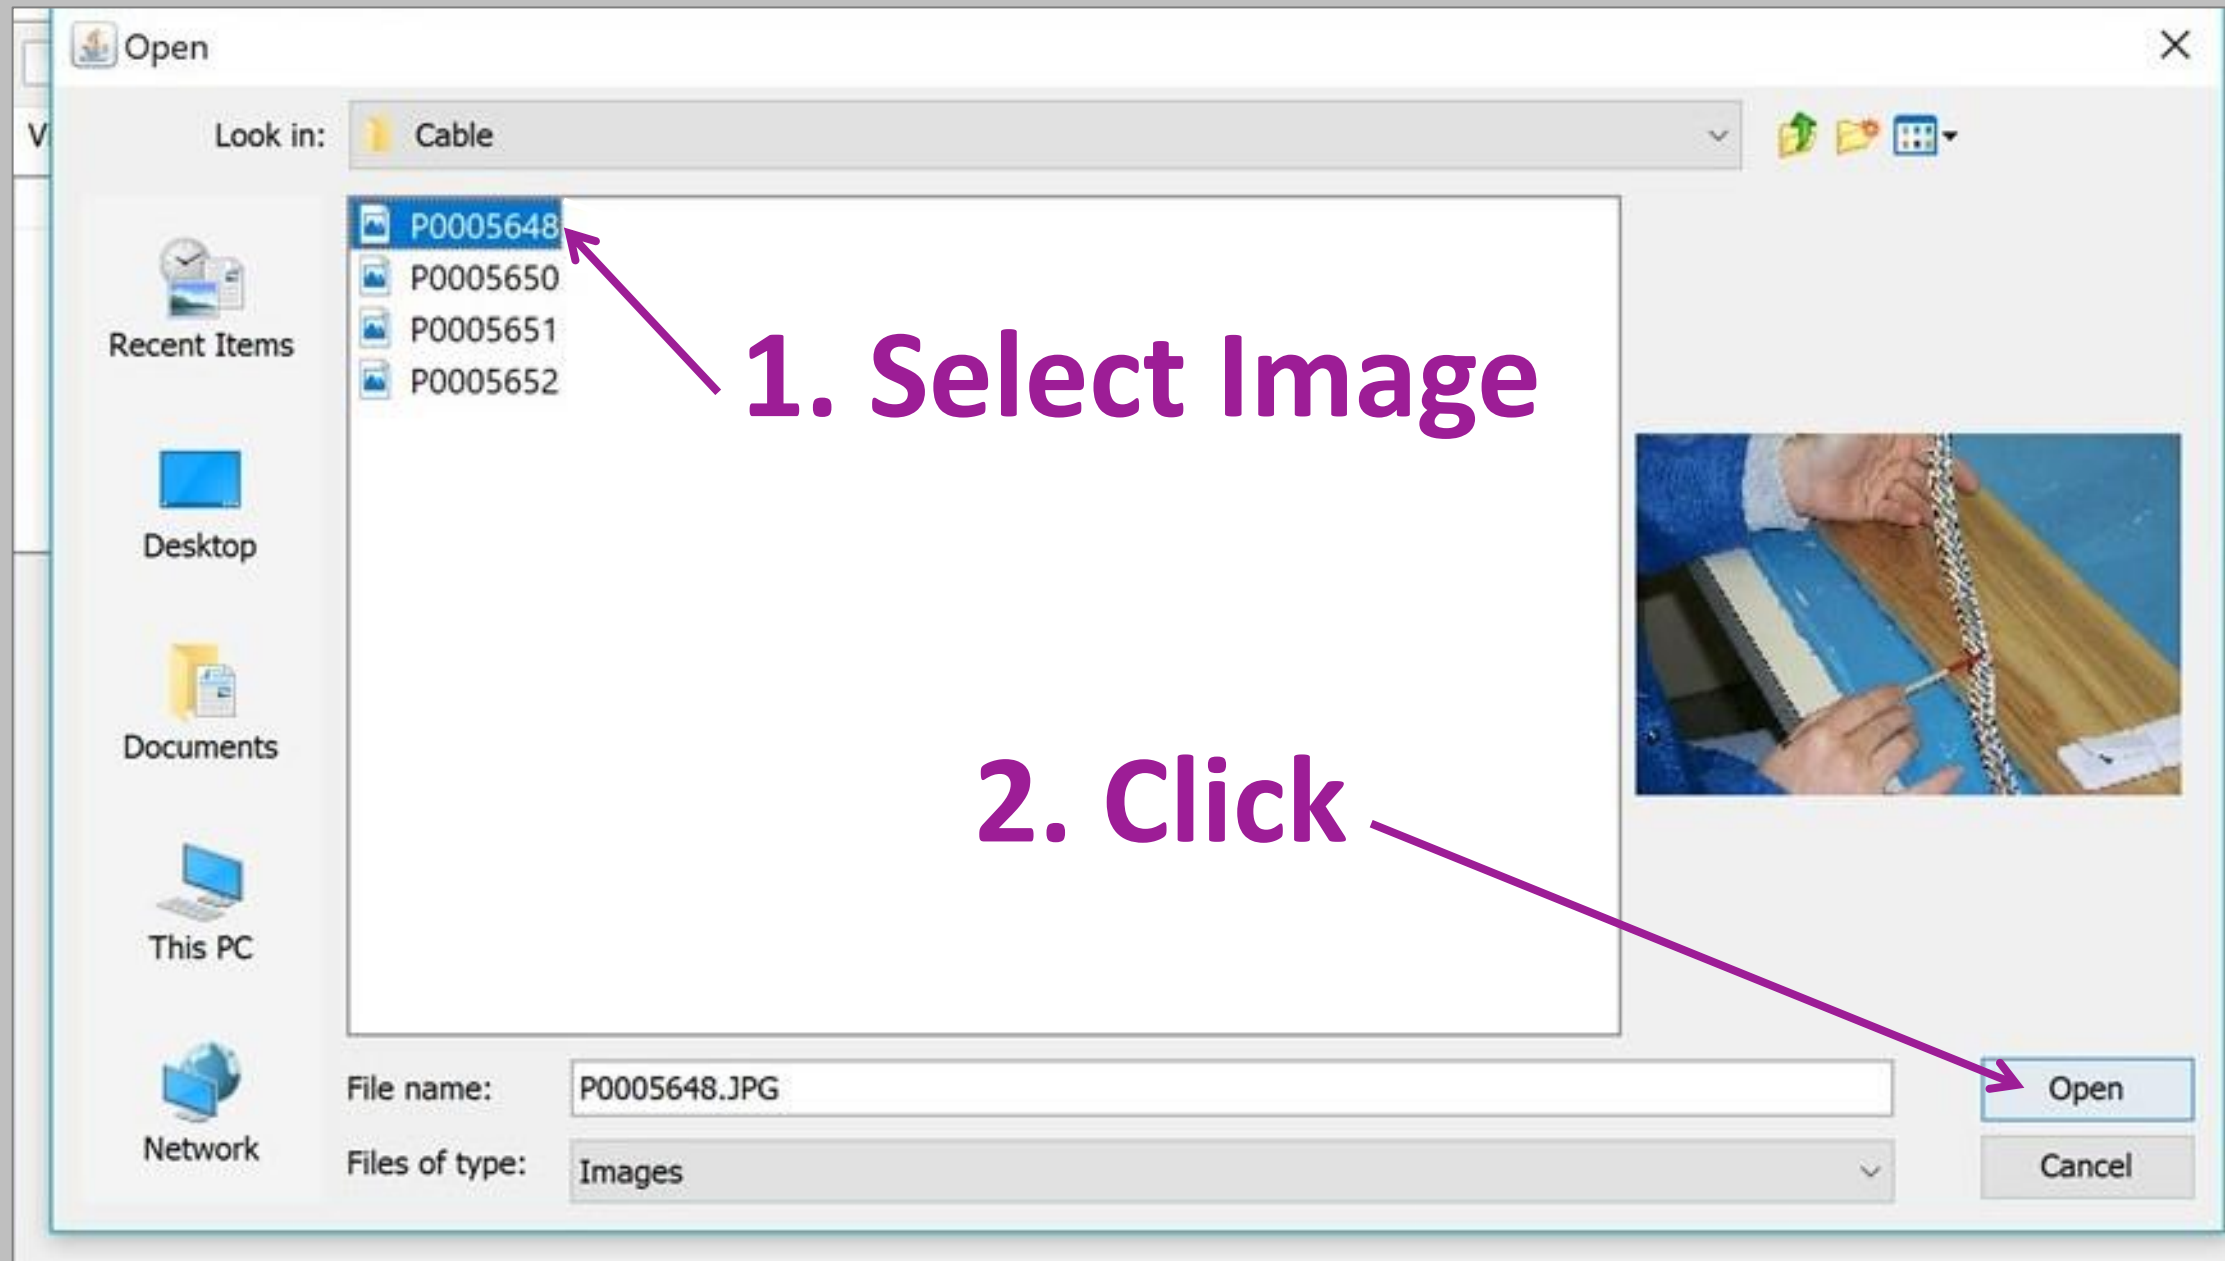 Open
V
Look in:
Cable
P0005648
P0005650
P0005651
P0005652
Recent Items
Desktop
Documents
This PC
Network
1. Select Image
2. Click
File name:
P0005648.JPG
Open
Files of type:
Images
Cancel